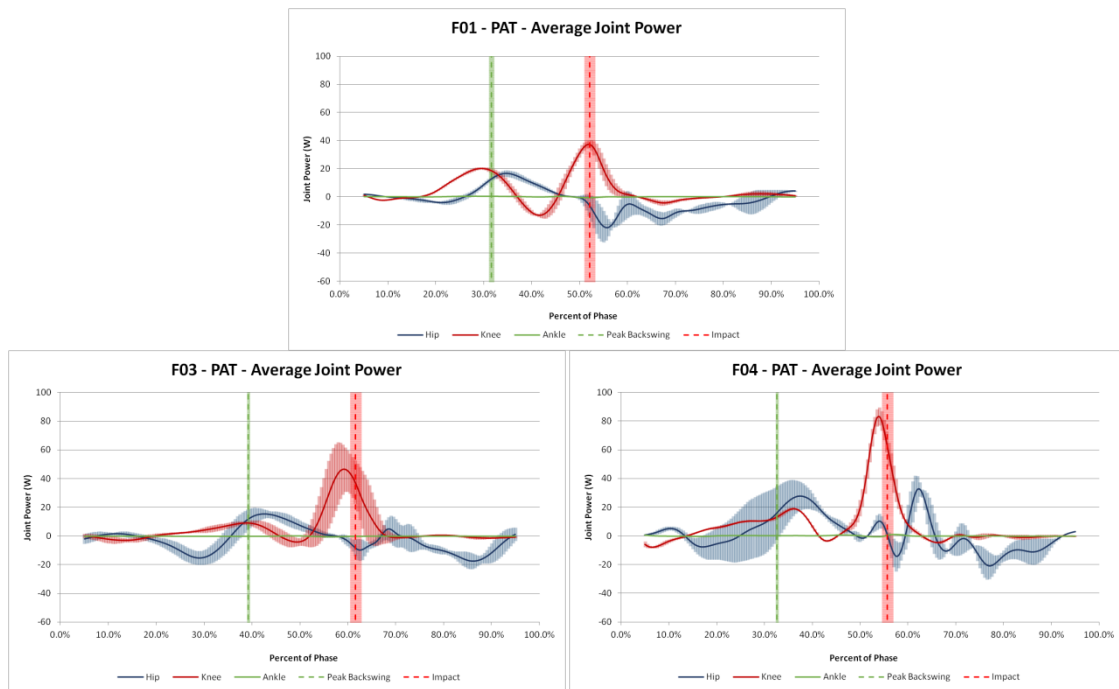 F01 - PAT - Average Joint Power
Joint Power (W)
100
80
60
40
20
0
-20
-40
-60
0.0% 10.0% 20.0% 30.0% 40.0% 50.0% 60.0% 70.0% 80.0% 90.0% 100.0%
Percent of Phase
Hip Knee Ankle Peak Backswing Impact
F03 - PAT - Average Joint Power
Joint Power (W)
100
80
60
40
20
0
-20
-40
-60
0.0% 10.0% 20.0% 30.0% 40.0% 50.0% 60.0% 70.0% 80.0% 90.0% 100.0%
Percent of Phase
Hip Knee Ankle Peak Backswing Impact
F04 - PAT - Average Joint Power
Joint Power (W)
100
80
60
40
20
0
-20
-40
-60
0.0% 10.0% 20.0% 30.0% 40.0% 50.0% 60.0% 70.0% 80.0% 90.0% 100.0%
Percent of Phase
Hip Knee Ankle Peak Backswing Impact